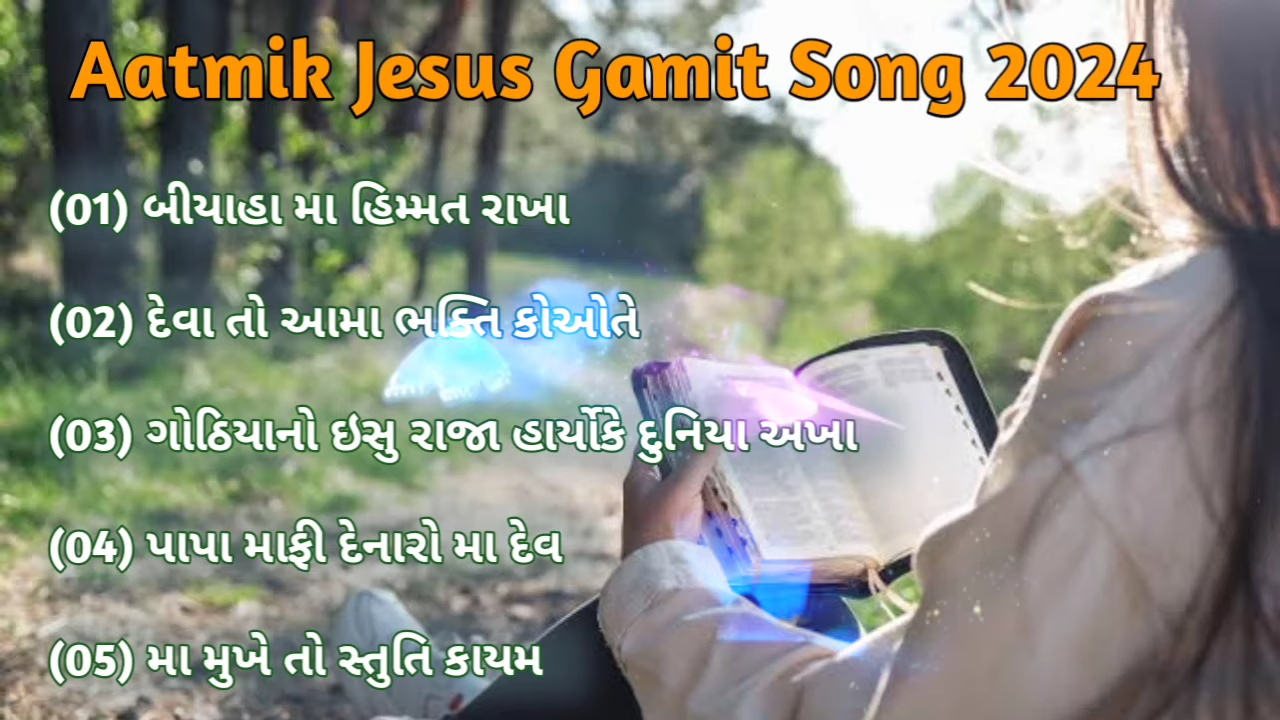 Aatmik Jesus Gamit Song 2024
(01) બીયાહા મા હિમ્મત રાખા
(02) દેવા તો આમા ભક્તિ કોઓતે
(03) ગોઠિયાનો ઇસુ રાજા હાર્યોકે દુનિયા અખા
(04) પાપા માફી દેનારો મા દેવ
(05) મા મુખે તો સ્તુતિ કાયમ